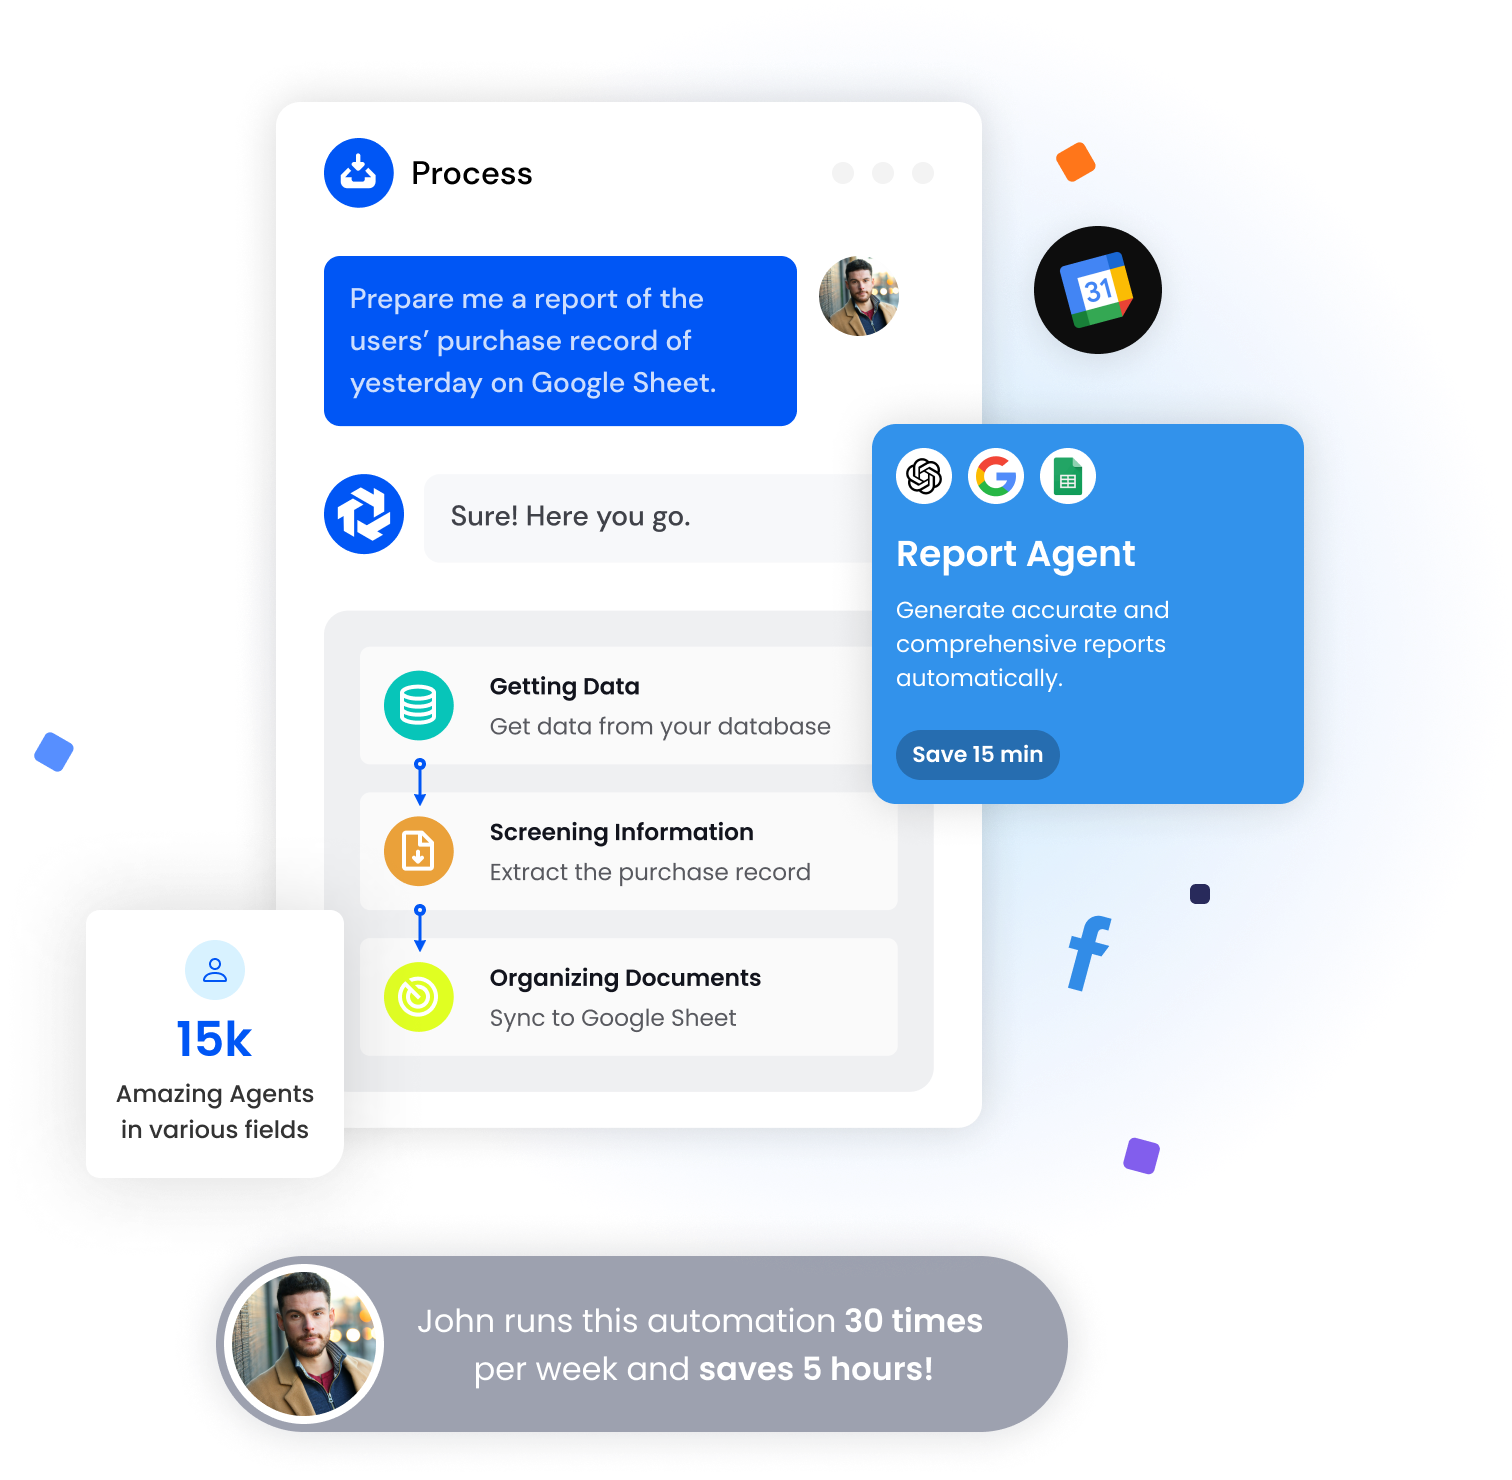 Process
Prepare me a report of the
users’ purchase record of
yesterday on Google Sheet.
31
Sure! Here you go.
Report Agent
Generate accurate and
comprehensive reports
automatically.
Save 15 min
Getting Data
Get data from your database
Screening Information
Extract the purchase record
Organizing Documents
Sync to Google Sheet
15k
Amazing Agents
in various fields
John runs this automation 30 times
per week and saves 5 hours!